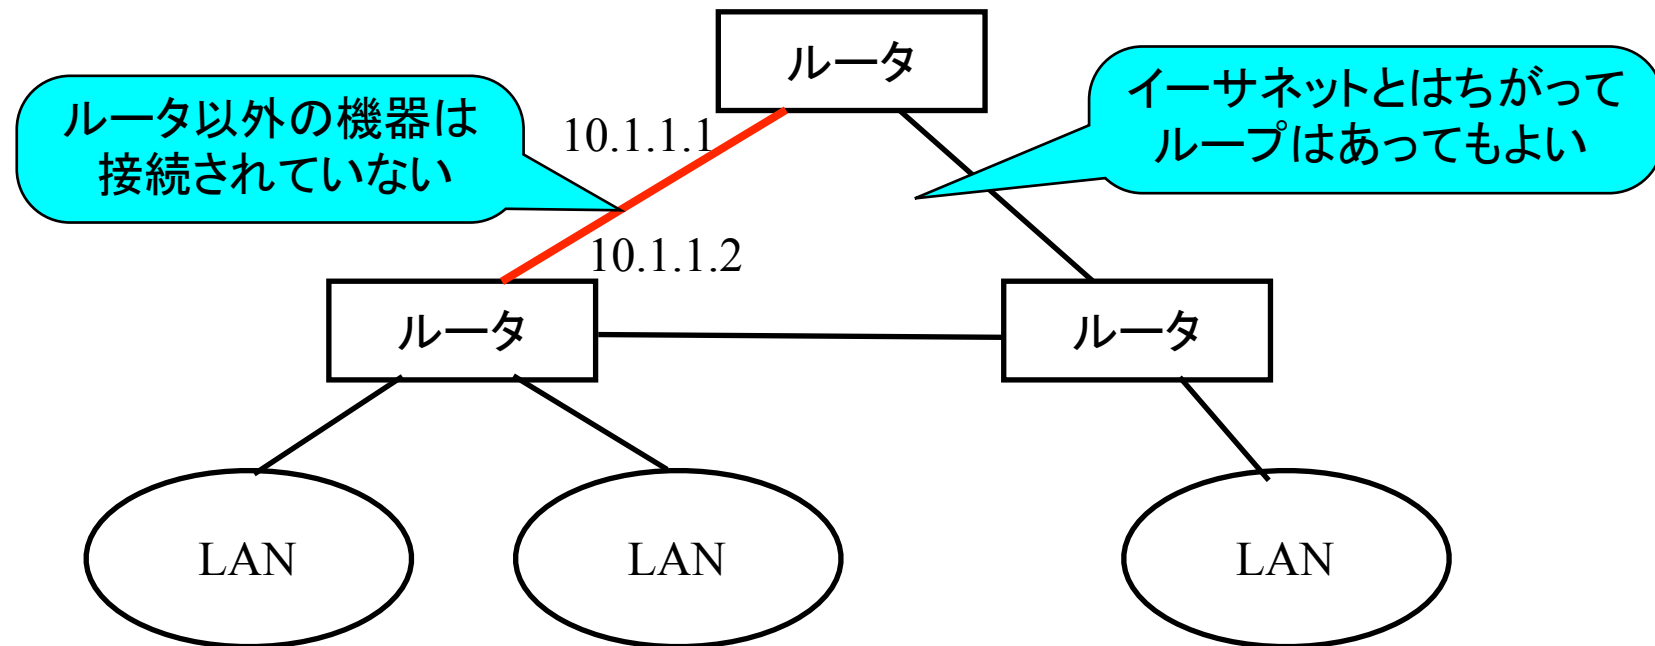 ルータ
ルータ以外の機器は
接続されていない
イーサネットとはちがって
ループはあってもよい
10.1.1.1
10.1.1.2
ルータ
ルータ
LAN
LAN
LAN